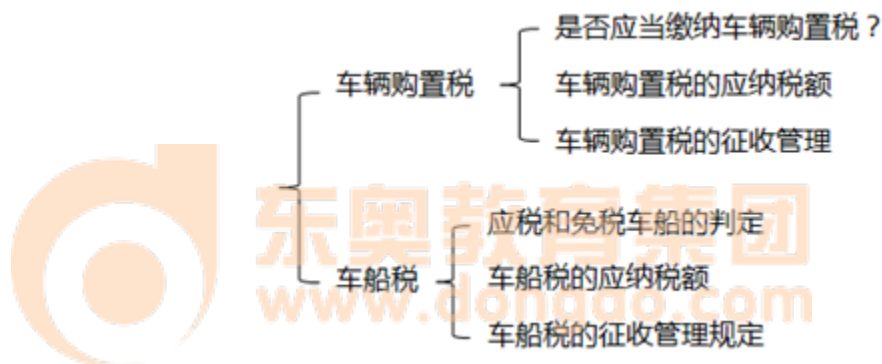 是否应当缴纳车辆购置税？
车辆购置税
车辆购置税的应纳税额
车辆购置税的征收管理
东奥教育集团
www.dongao.com
应税和免税车船的判定
车船税
车船税的应纳税额
车船税的征收管理规定